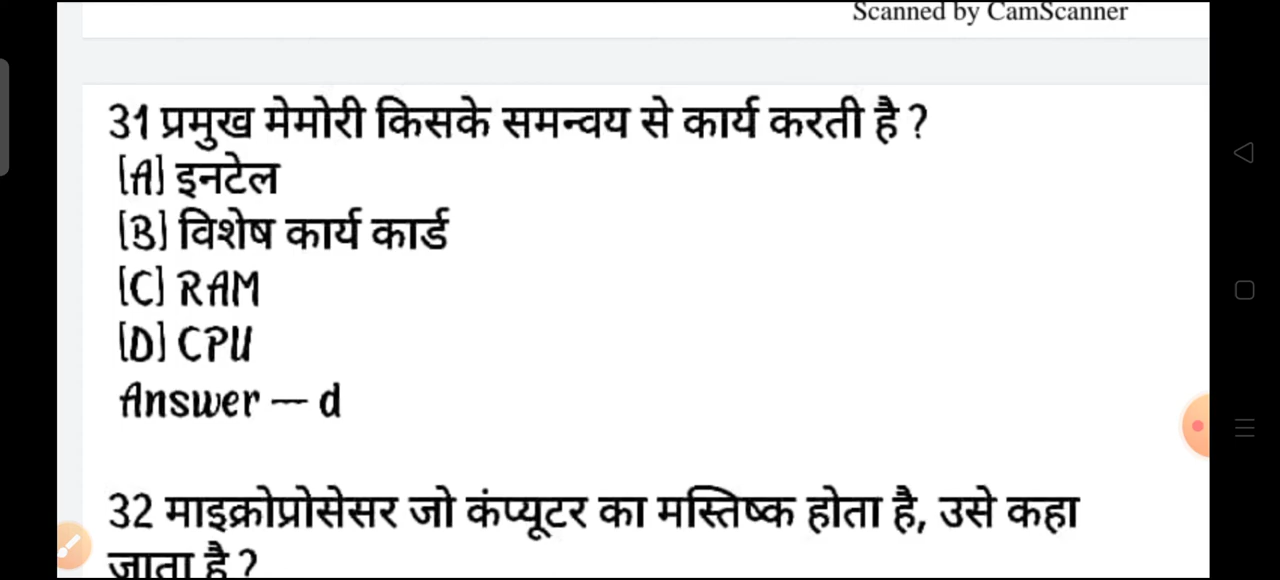 Scanned by CamScanner
31 प्रमुख मेमोरी किसके समन्वय से कार्य करती है ?
[A] इनटेल
[B] विशेष कार्य कार्ड
[C] RAM
[D] CPU
Answer — d
32 माइक्रोप्रोसेसर जो कंप्यूटर का मस्तिष्क होता है, उसे कहा
जाता है ?